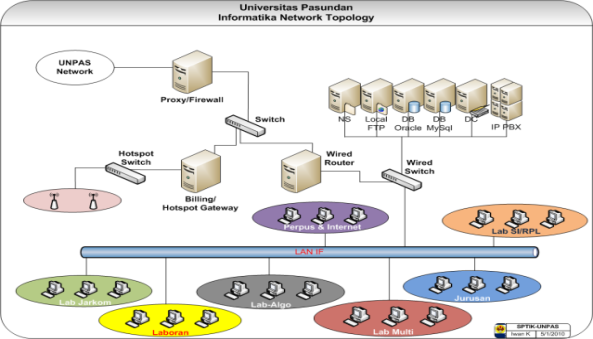 Universitas Pasundan
Informatika Network Topology
UNPAS
Network
Proxy/Firewall
Switch
NS
Local
FTP
DB
Oracle
DB
MySql
DC
IP PBX
Hotspot
Switch
Wired
Router
Wired
Switch
Billing/
Hotspot Gateway
Perpus & Internet
Lab SI/RPL
LAN IF
Lab Jarkom
Laboran
Lab-Algo
Lab Multi
Jurusan
SPTIK-UNPAS
Iwan K
5/1/2010